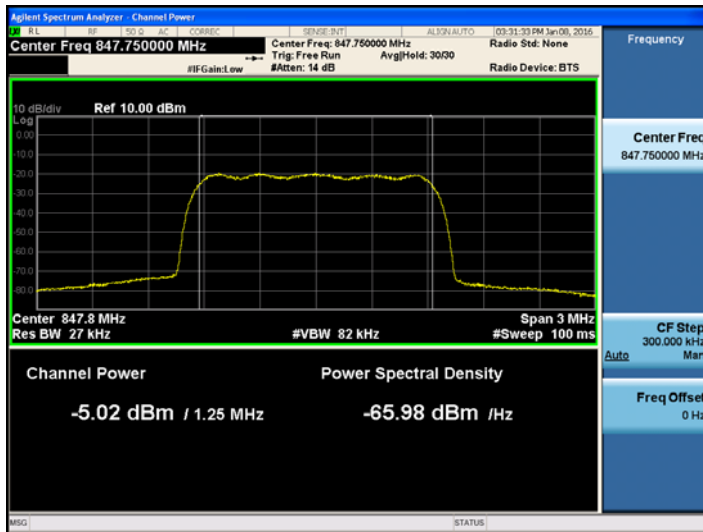 Agilent Spectrum Analyzer - Channel Power
RL RF 50 Ω AC CORREC SENSE:INT ALIGN AUTO 03:31:33 PM Jan 08, 2016
Center Freq 847.750000 MHz
Center Freq: 847.750000 MHz Radio Std: None
Trig: Free Run Avg|Hold: 30/30
#IFGain:Low #Atten: 14 dB Radio Device: BTS
Frequency
10 dB/div Ref 10.00 dBm
Log
0.00
-10.0
-20.0
-30.0
-40.0
-50.0
-60.0
-70.0
-80.0
Center 847.8 MHz Span 3 MHz
Res BW 27 kHz #VBW 82 kHz #Sweep 100 ms
Channel Power Power Spectral Density
-5.02 dBm / 1.25 MHz -65.98 dBm /Hz
Center Freq
847.750000 MHz
CF Step
300.000 kHz
Auto Man
Freq Offset
0 Hz
MSG STATUS